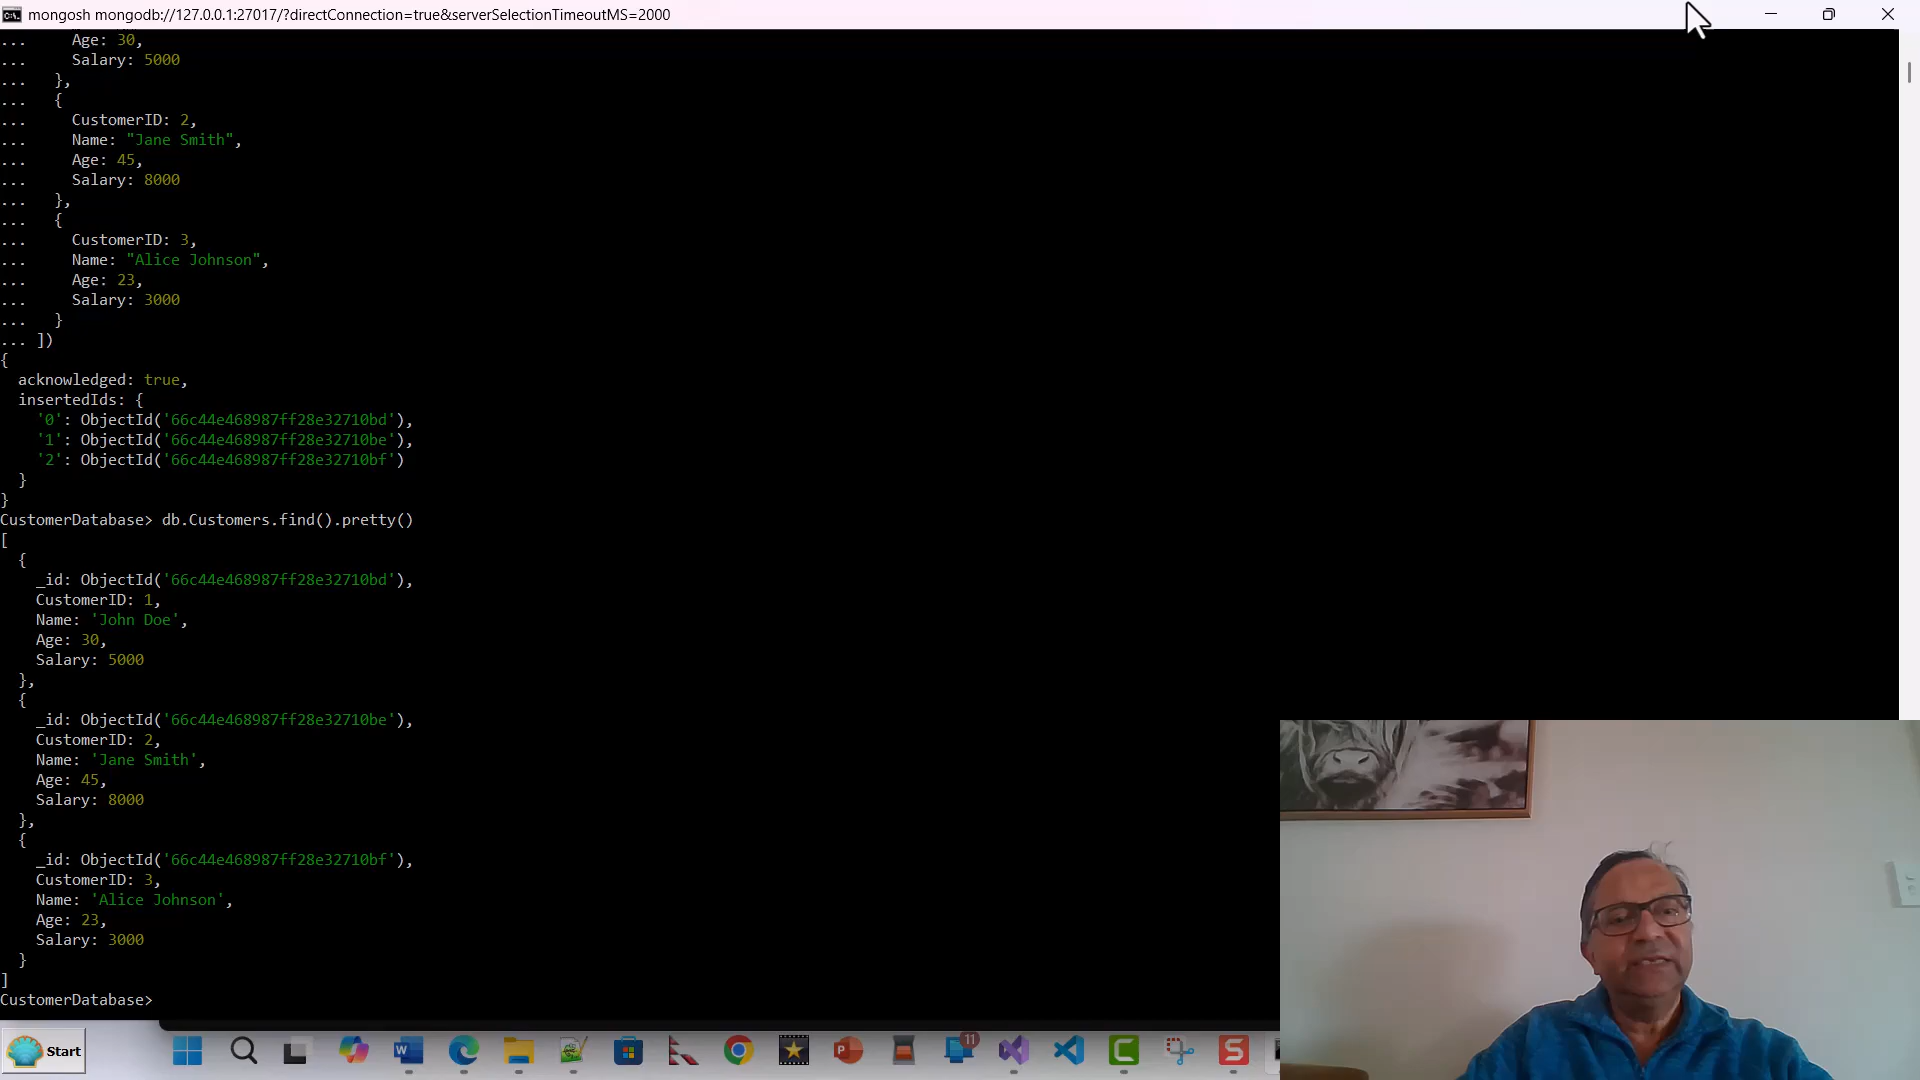 mongosh mongodb://127.0.0.1:27017/?directConnection=true&serverSelectionTimeoutMS=2000
...     Age: 30,
...     Salary: 5000
...   },
...   {
...     CustomerID: 2,
...     Name: "Jane Smith",
...     Age: 45,
...     Salary: 8000
...   },
...   {
...     CustomerID: 3,
...     Name: "Alice Johnson",
...     Age: 23,
...     Salary: 3000
...   }
... ])
{
  acknowledged: true,
  insertedIds: {
    '0': ObjectId('66c44e468987ff28e32710bd'),
    '1': ObjectId('66c44e468987ff28e32710be'),
    '2': ObjectId('66c44e468987ff28e32710bf')
  }
}
CustomerDatabase> db.Customers.find().pretty()
[
  {
    _id: ObjectId('66c44e468987ff28e32710bd'),
    CustomerID: 1,
    Name: 'John Doe',
    Age: 30,
    Salary: 5000
  },
  {
    _id: ObjectId('66c44e468987ff28e32710be'),
    CustomerID: 2,
    Name: 'Jane Smith',
    Age: 45,
    Salary: 8000
  },
  {
    _id: ObjectId('66c44e468987ff28e32710bf'),
    CustomerID: 3,
    Name: 'Alice Johnson',
    Age: 23,
    Salary: 3000
  }
]
CustomerDatabase>
Start
11